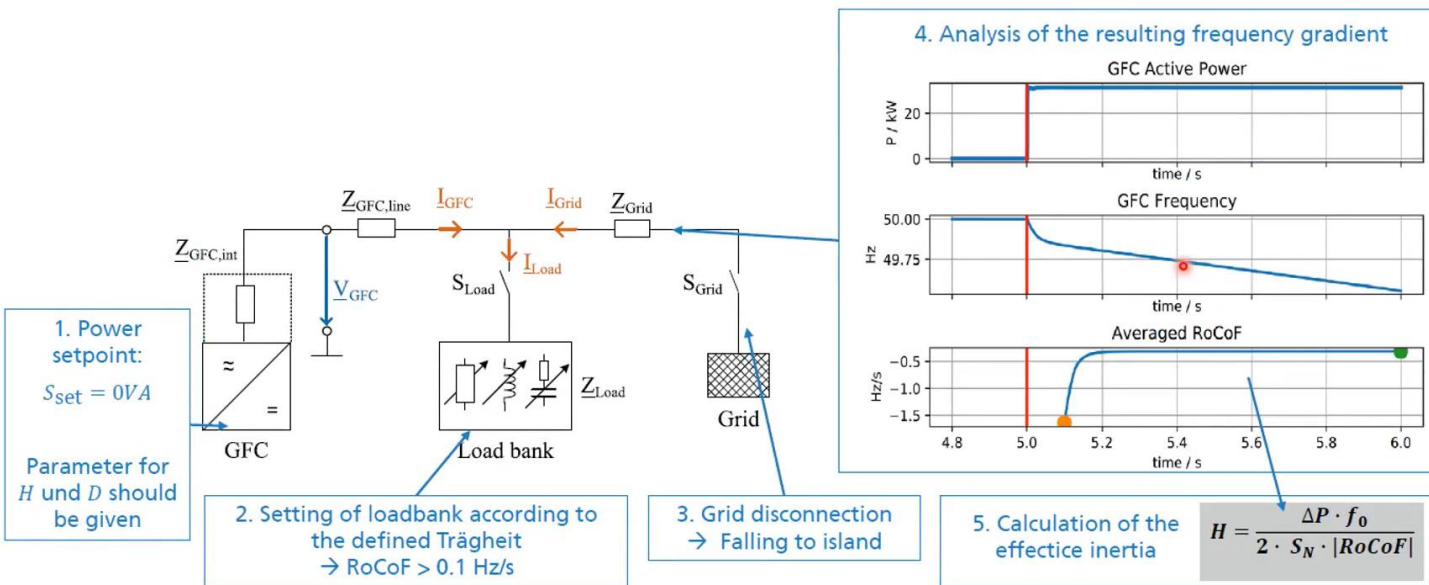 4. Analysis of the resulting frequency gradient
GFC Active Power
20
0
P / kW
time / s
GFC Frequency
50.00
49.75
Hz
time / s
Averaged RoCoF
−0.5
−1.0
−1.5
Hz/s
4.8 5.0 5.2 5.4 5.6 5.8 6.0
time / s
Z_GFC,line
I_GFC
I_Grid
Z_Grid
Z_GFC,int
I_Load
S_Load
S_Grid
V_GFC
1. Power
setpoint:
S_set = 0VA
Parameter for
H und D should
be given
≈
=
GFC
Z_Load
Load bank
Grid
2. Setting of loadbank according to
the defined Trägheit
→ RoCoF > 0.1 Hz/s
3. Grid disconnection
→ Falling to island
5. Calculation of the
effectice inertia
H = ΔP · f₀ / 2 · S_N · |RoCoF|